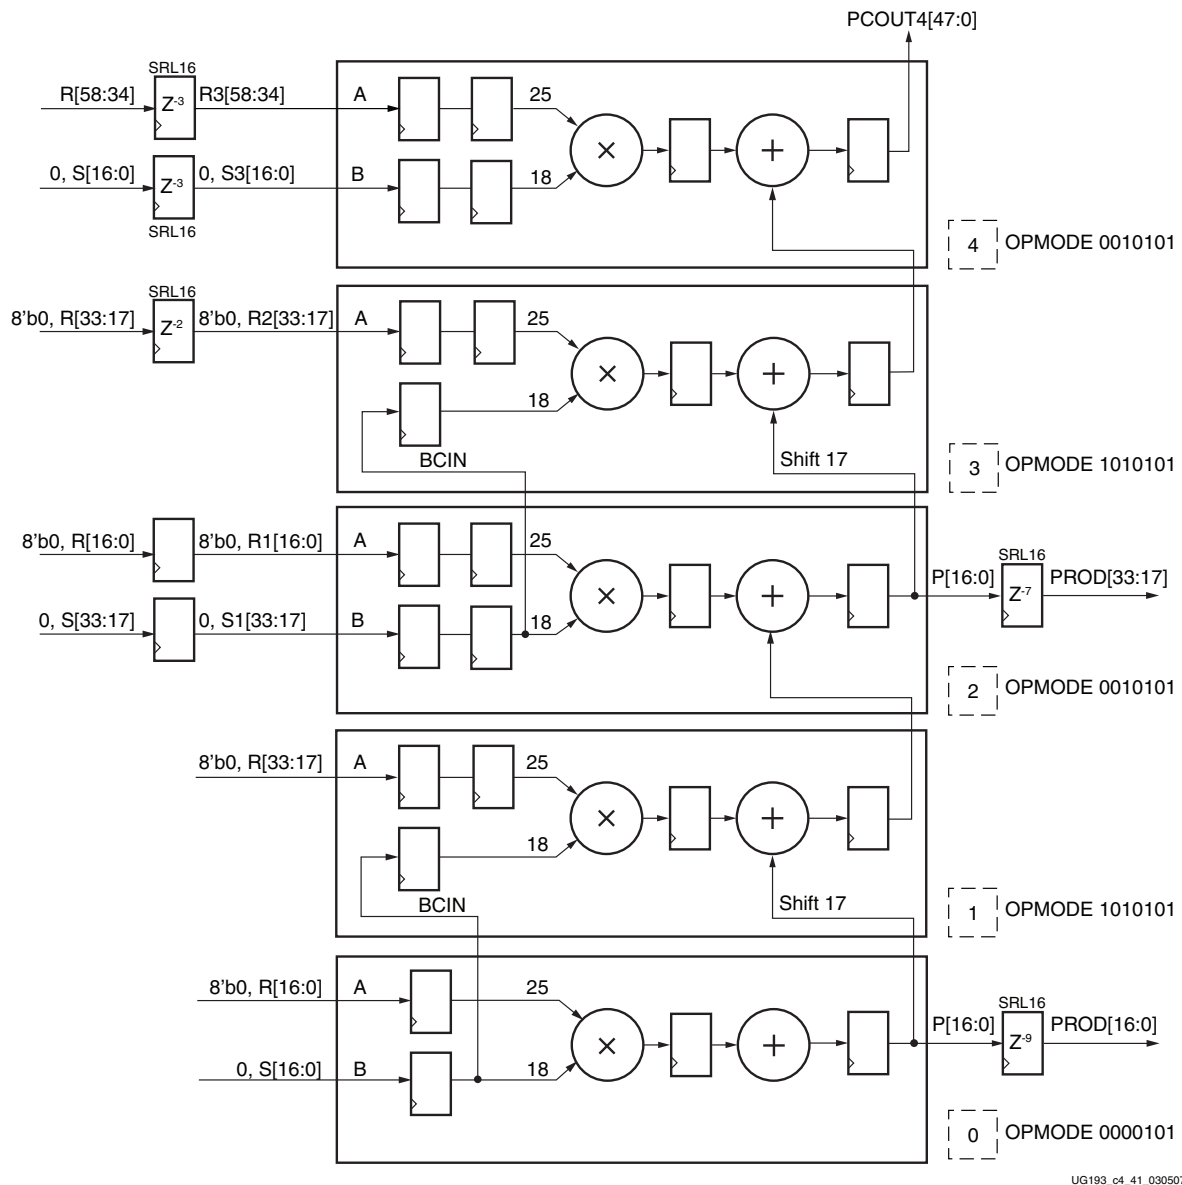 PCOUT4[47:0]
SRL16
R[58:34] Z-3 R3[58:34] A 25
× +
0, S[16:0] Z-3 0, S3[16:0] B 18
SRL16
4 OPMODE 0010101
SRL16
8'b0, R[33:17] Z-2 8'b0, R2[33:17] A 25
× +
18
BCIN Shift 17
3 OPMODE 1010101
8'b0, R[16:0] 8'b0, R1[16:0] A 25
SRL16
× + P[16:0] Z-7 PROD[33:17]
0, S[33:17] 0, S1[33:17] B 18
2 OPMODE 0010101
8'b0, R[33:17] A 25
× +
18
BCIN Shift 17
1 OPMODE 1010101
8'b0, R[16:0] A 25
SRL16
× + P[16:0] Z-9 PROD[16:0]
0, S[16:0] B 18
0 OPMODE 0000101
UG193_c4_41_030507